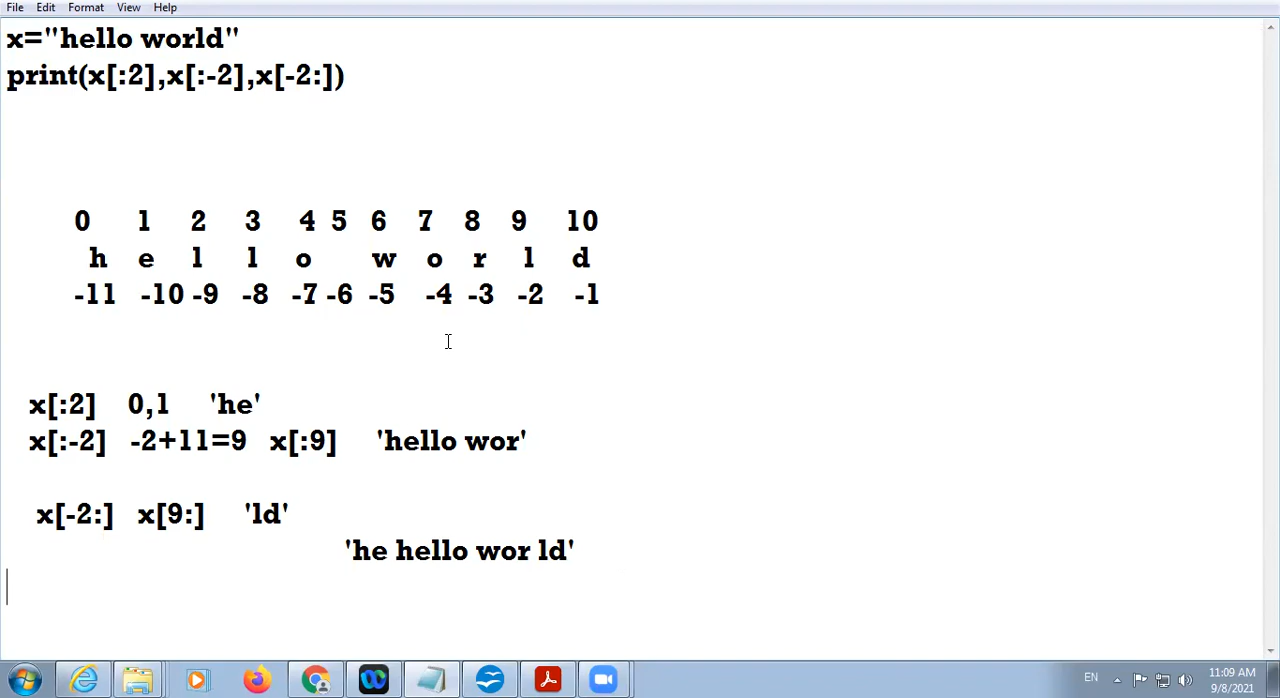 File Edit Format View Help
x="hello world"
print(x[:2],x[:-2],x[-2:])
0 1 2 3 4 5 6 7 8 9 10
h e l l o w o r l d
-11 -10 -9 -8 -7 -6 -5 -4 -3 -2 -1
x[:2] 0,1 'he'
x[:-2] -2+11=9 x[:9] 'hello wor'
x[-2:] x[9:] 'ld'
'he hello wor ld'
EN
11:09 AM
9/8/2021